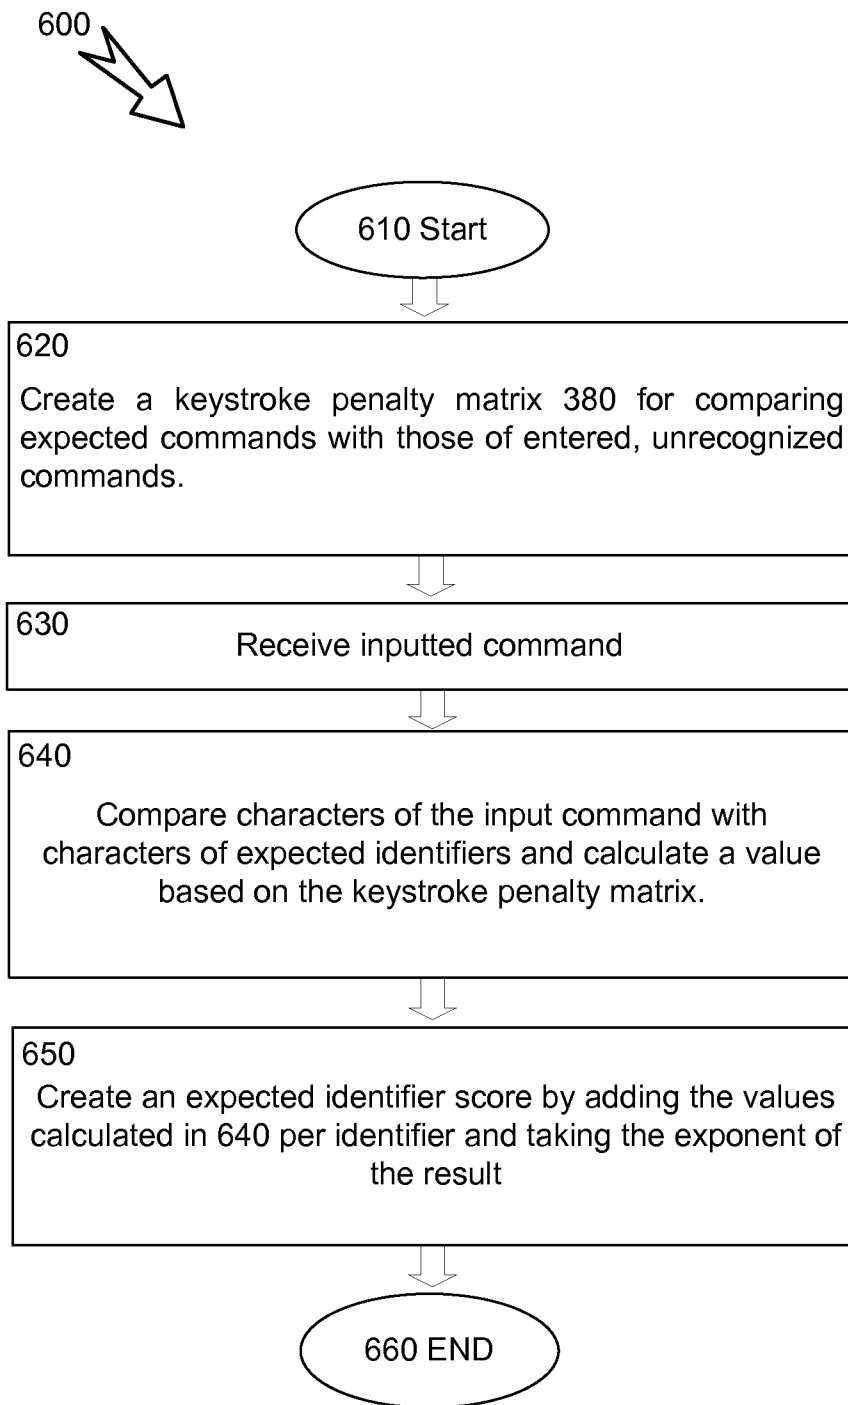 600
610 Start
620
Create a keystroke penalty matrix 380 for comparing
expected commands with those of entered, unrecognized
commands.
630
Receive inputted command
640
Compare characters of the input command with
characters of expected identifiers and calculate a value
based on the keystroke penalty matrix.
650
Create an expected identifier score by adding the values
calculated in 640 per identifier and taking the exponent of
the result
660 END